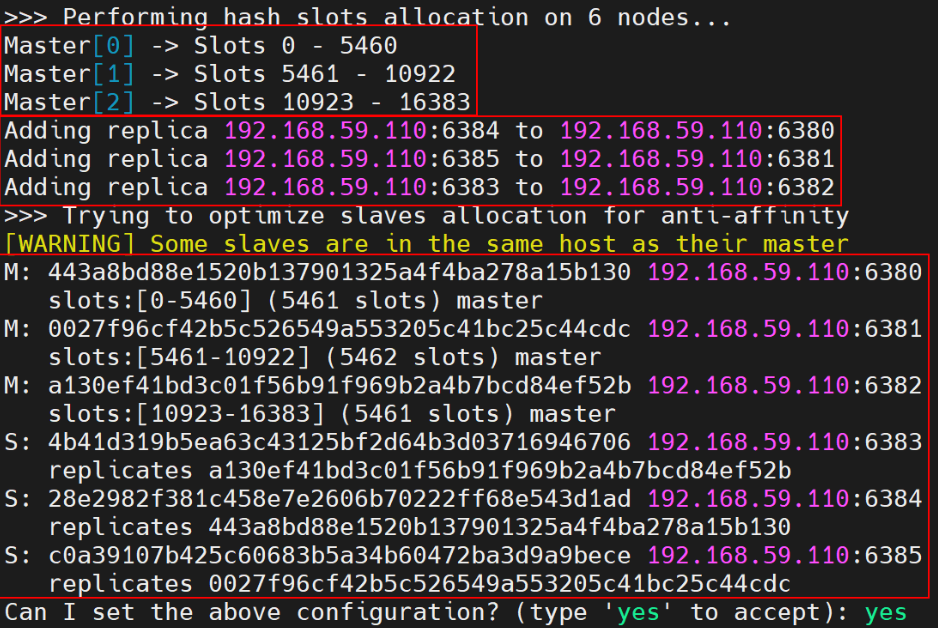 >>> Performing hash slots allocation on 6 nodes...
Master[0] -> Slots 0 - 5460
Master[1] -> Slots 5461 - 10922
Master[2] -> Slots 10923 - 16383
Adding replica 192.168.59.110:6384 to 192.168.59.110:6380
Adding replica 192.168.59.110:6385 to 192.168.59.110:6381
Adding replica 192.168.59.110:6383 to 192.168.59.110:6382
>>> Trying to optimize slaves allocation for anti-affinity
[WARNING] Some slaves are in the same host as their master
M: 443a8bd88e1520b137901325a4f4ba278a15b130 192.168.59.110:6380
   slots:[0-5460] (5461 slots) master
M: 0027f96cf42b5c526549a553205c41bc25c44cdc 192.168.59.110:6381
   slots:[5461-10922] (5462 slots) master
M: a130ef41bd3c01f56b91f969b2a4b7bcd84ef52b 192.168.59.110:6382
   slots:[10923-16383] (5461 slots) master
S: 4b41d319b5ea63c43125bf2d64b3d03716946706 192.168.59.110:6383
   replicates a130ef41bd3c01f56b91f969b2a4b7bcd84ef52b
S: 28e2982f381c458e7e2606b70222ff68e543d1ad 192.168.59.110:6384
   replicates 443a8bd88e1520b137901325a4f4ba278a15b130
S: c0a39107b425c60683b5a34b60472ba3d9a9bece 192.168.59.110:6385
   replicates 0027f96cf42b5c526549a553205c41bc25c44cdc
Can I set the above configuration? (type 'yes' to accept): yes